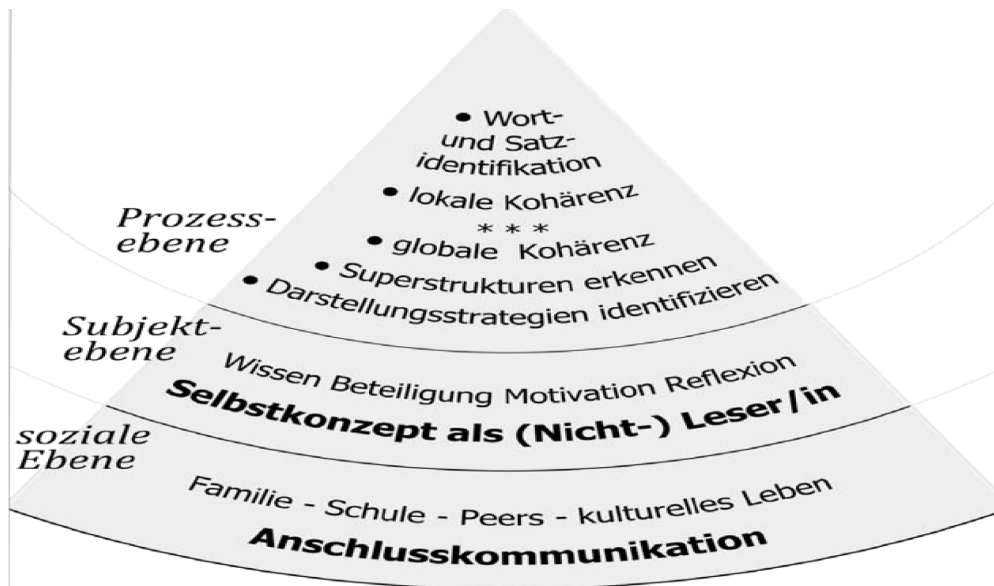 • Wort-
und Satz-
identifikation
• lokale Kohärenz
* * *
• globale Kohärenz
• Superstrukturen erkennen
• Darstellungsstrategien identifizieren
Prozess-
ebene
Subjekt-
ebene
Wissen Beteiligung Motivation Reflexion
Selbstkonzept als (Nicht-) Leser/in
soziale
Ebene
Familie - Schule - Peers - kulturelles Leben
Anschlusskommunikation